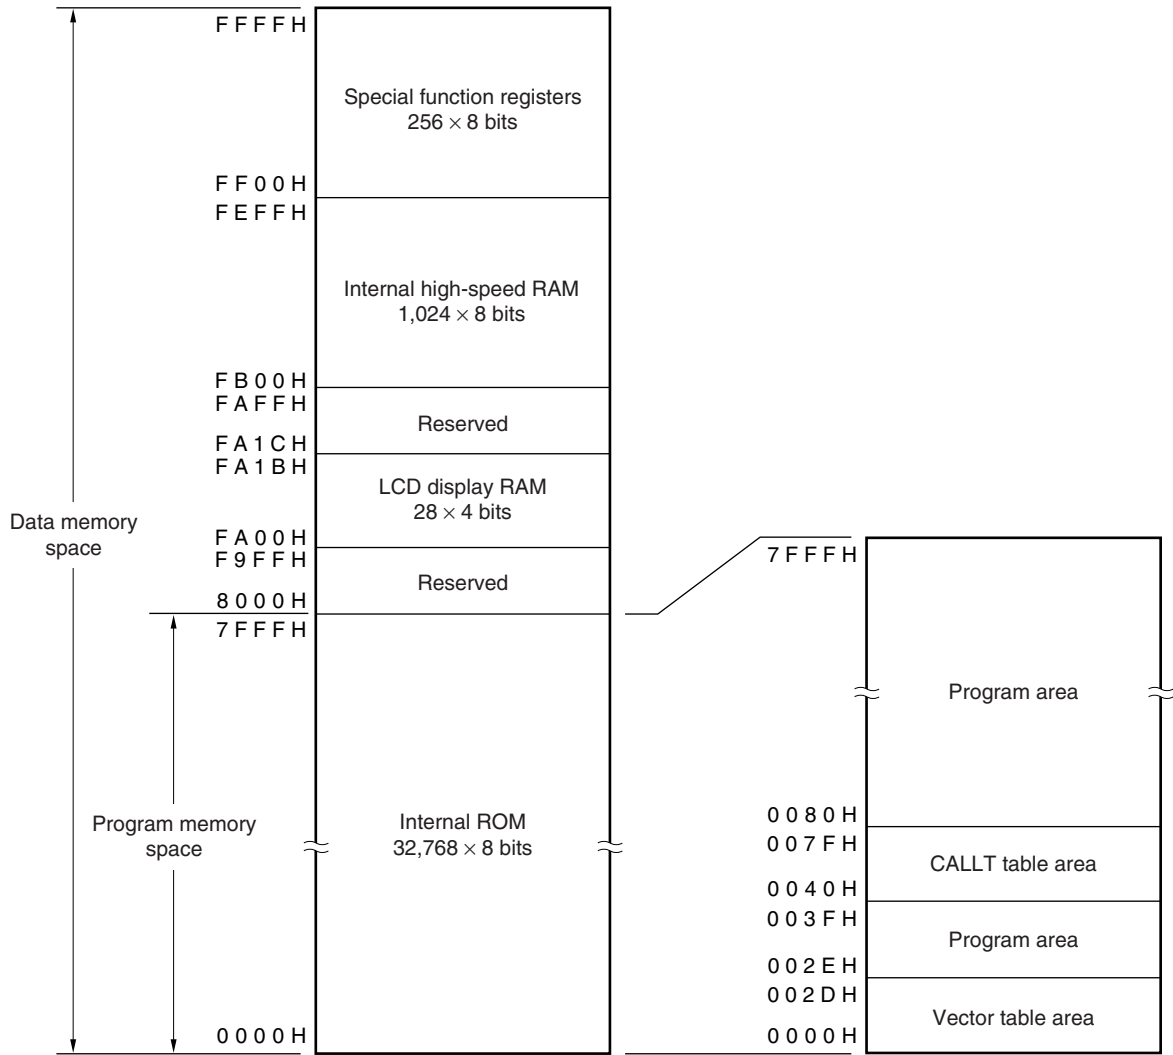 FFFFH
Special function registers
256 × 8 bits
FF00H
FEFFH
Internal high-speed RAM
1,024 × 8 bits
FB00H
FAFFH
Reserved
FA1CH
FA1BH
LCD display RAM
28 × 4 bits
Data memory
space
FA00H
F9FFH
Reserved
8000H
7FFFH
Program memory
space
Internal ROM
32,768 × 8 bits
0000H
7FFFH
Program area
0080H
007FH
CALLT table area
0040H
003FH
Program area
002EH
002DH
Vector table area
0000H